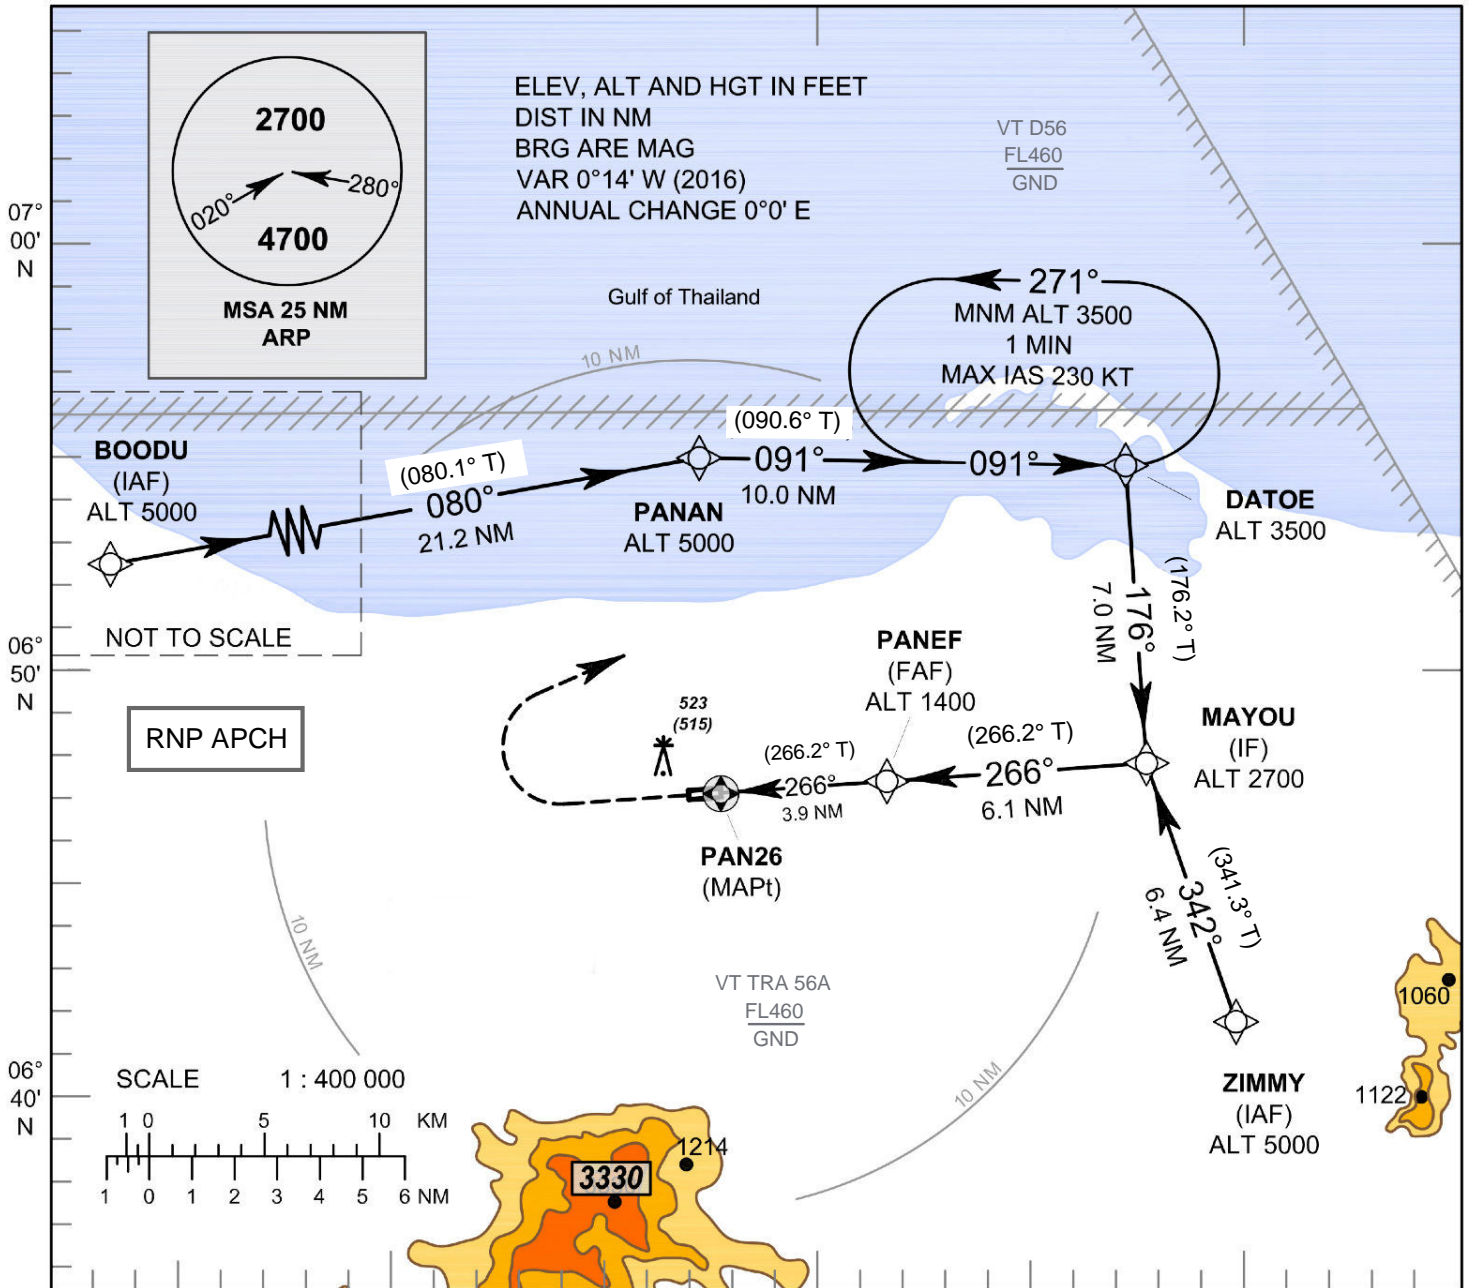 2700
020°
280°
4700
MSA 25 NM
ARP
ELEV, ALT AND HGT IN FEET
DIST IN NM
BRG ARE MAG
VAR 0°14' W (2016)
ANNUAL CHANGE 0°0' E
VT D56
FL460
GND
07°
00'
N
Gulf of Thailand
271°
MNM ALT 3500
1 MIN
MAX IAS 230 KT
10 NM
BOODU
(IAF)
ALT 5000
(080.1° T)
080°
21.2 NM
(090.6° T)
091°
10.0 NM
091°
PANAN
ALT 5000
DATOE
ALT 3500
NOT TO SCALE
06°
50'
N
(176.2° T)
176°
7.0 NM
PANEF
(FAF)
ALT 1400
RNP APCH
523
(515)
(266.2° T)
266°
3.9 NM
(266.2° T)
266°
6.1 NM
MAYOU
(IF)
ALT 2700
PAN26
(MAPt)
(341.3° T)
342°
6.4 NM
10 NM
VT TRA 56A
FL460
GND
10 NM
1060
1122
ZIMMY
(IAF)
ALT 5000
06°
40'
N
SCALE 1 : 400 000
1 0 5 10 KM
1 0 1 2 3 4 5 6 NM
1214
3330